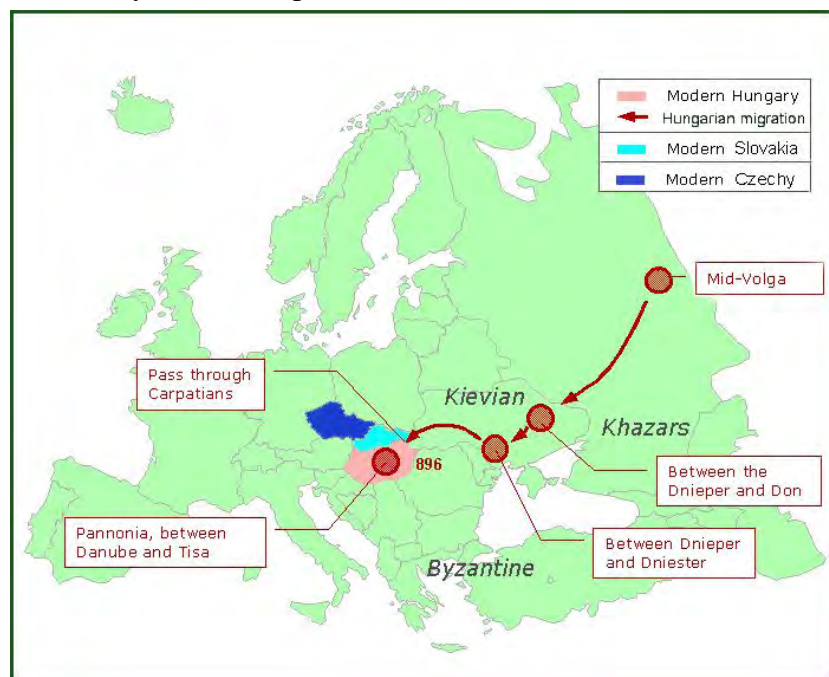 Modern Hungary
Hungarian migration
Modern Slovakia
Modern Czechy
Mid-Volga
Pass through
Carpatians
Kievian
Khazars
896
Between the
Dnieper and Don
Pannonia, between
Danube and Tisa
Between Dnieper
and Dniester
Byzantine